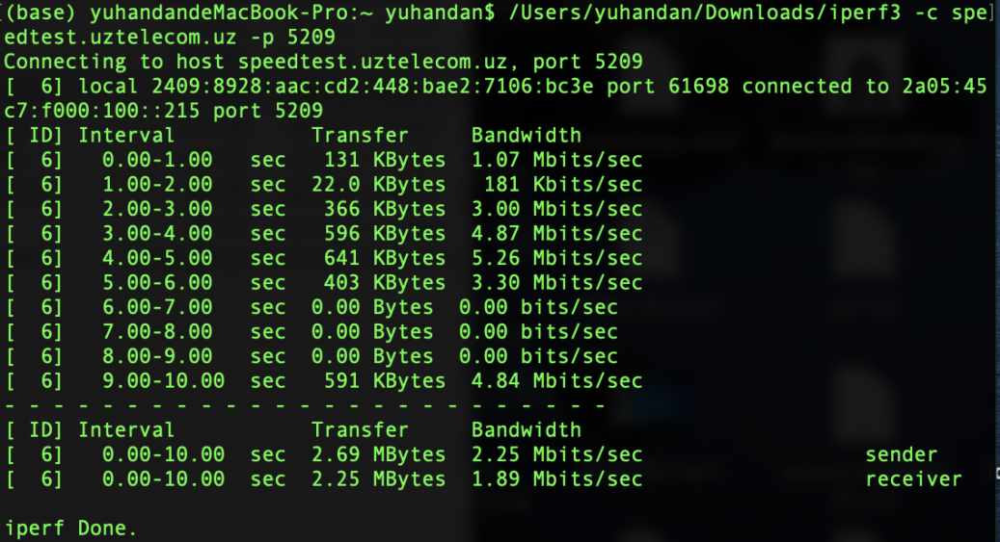 (base) yuhandandeMacBook-Pro:~ yuhandan$ /Users/yuhandan/Downloads/iperf3 -c spe]
edtest.uztelecom.uz -p 5209
Connecting to host speedtest.uztelecom.uz, port 5209
[  6] local 2409:8928:aac:cd2:448:bae2:7106:bc3e port 61698 connected to 2a05:45
c7:f000:100::215 port 5209
[ ID] Interval           Transfer     Bandwidth
[  6]   0.00-1.00   sec   131 KBytes  1.07 Mbits/sec
[  6]   1.00-2.00   sec  22.0 KBytes   181 Kbits/sec
[  6]   2.00-3.00   sec   366 KBytes  3.00 Mbits/sec
[  6]   3.00-4.00   sec   596 KBytes  4.87 Mbits/sec
[  6]   4.00-5.00   sec   641 KBytes  5.26 Mbits/sec
[  6]   5.00-6.00   sec   403 KBytes  3.30 Mbits/sec
[  6]   6.00-7.00   sec  0.00 Bytes  0.00 bits/sec
[  6]   7.00-8.00   sec  0.00 Bytes  0.00 bits/sec
[  6]   8.00-9.00   sec  0.00 Bytes  0.00 bits/sec
[  6]   9.00-10.00  sec   591 KBytes  4.84 Mbits/sec
- - - - - - - - - - - - - - - - - - - - - - - - -
[ ID] Interval           Transfer     Bandwidth
[  6]   0.00-10.00  sec  2.69 MBytes  2.25 Mbits/sec                  sender
[  6]   0.00-10.00  sec  2.25 MBytes  1.89 Mbits/sec                  receiver
iperf Done.